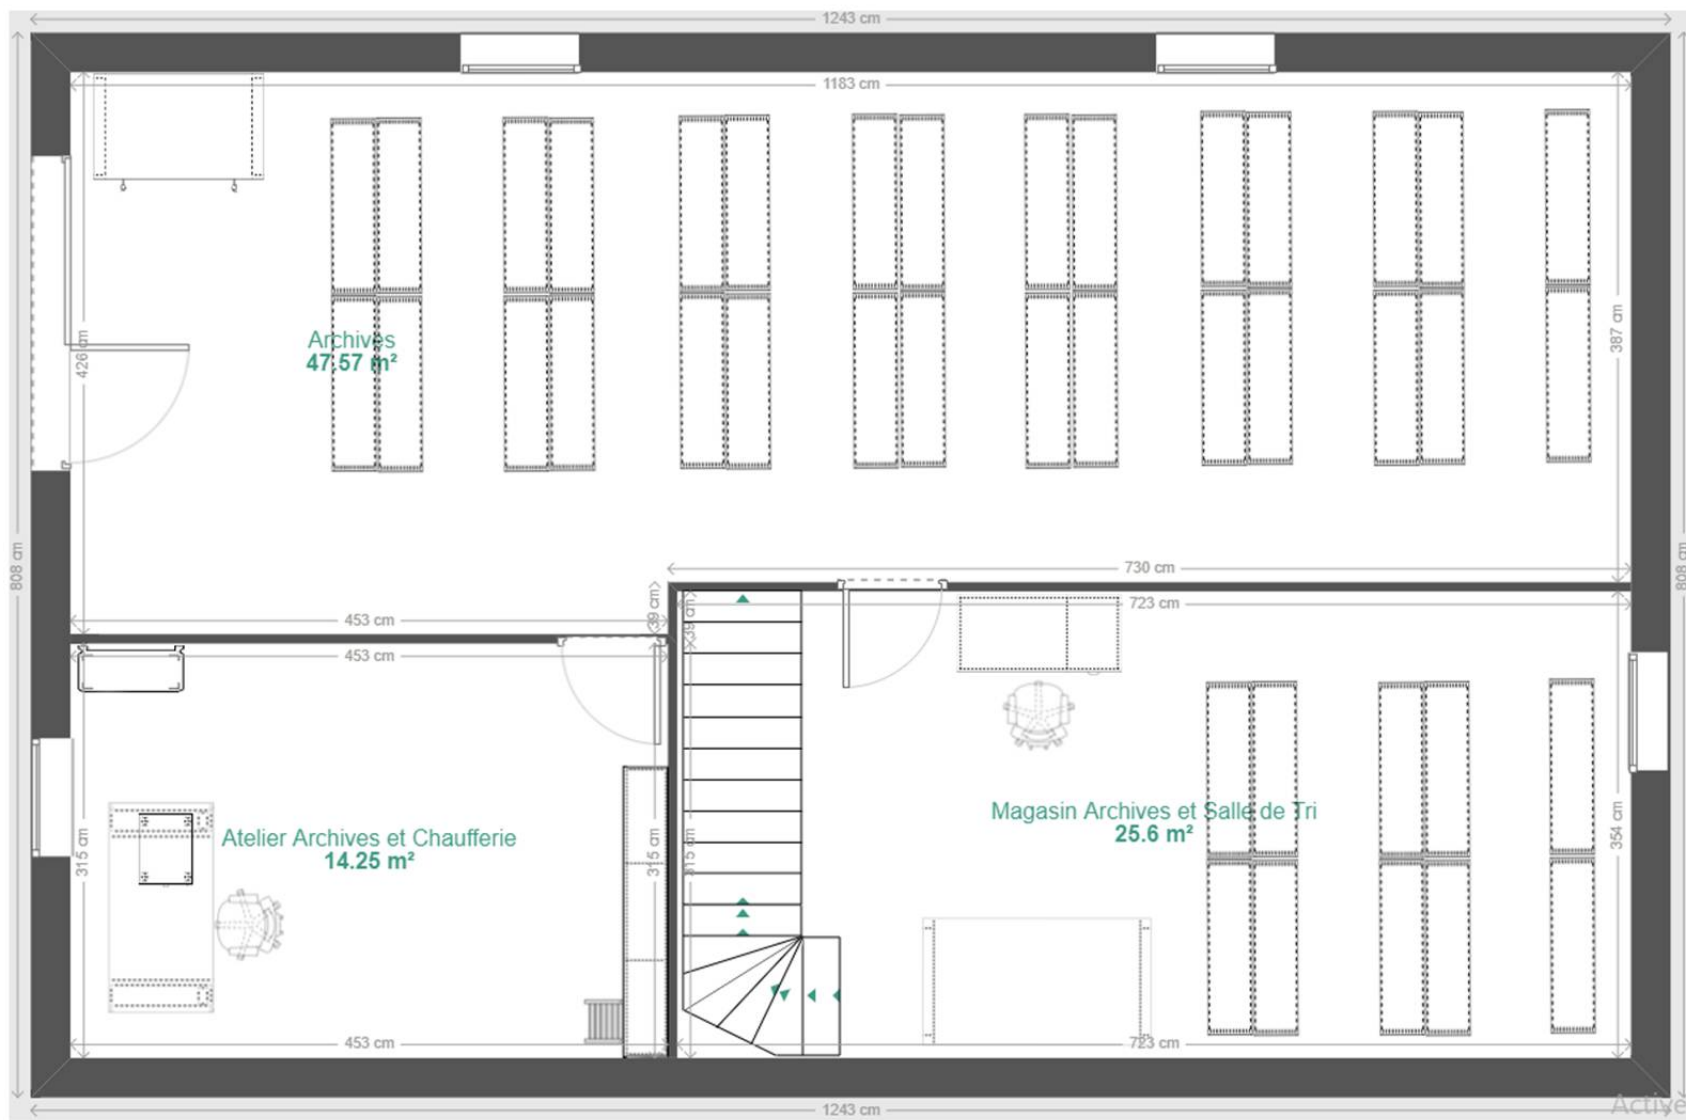 1243 cm
1183 cm
Archives
47.57 m²
426 cm
387 cm
808 cm
808 cm
730 cm
723 cm
453 cm
39 cm
39 cm
453 cm
Magasin Archives et Salle de Tri
25.6 m²
Atelier Archives et Chaufferie
14.25 m²
315 cm
315 cm
315 cm
354 cm
453 cm
723 cm
1243 cm
Active